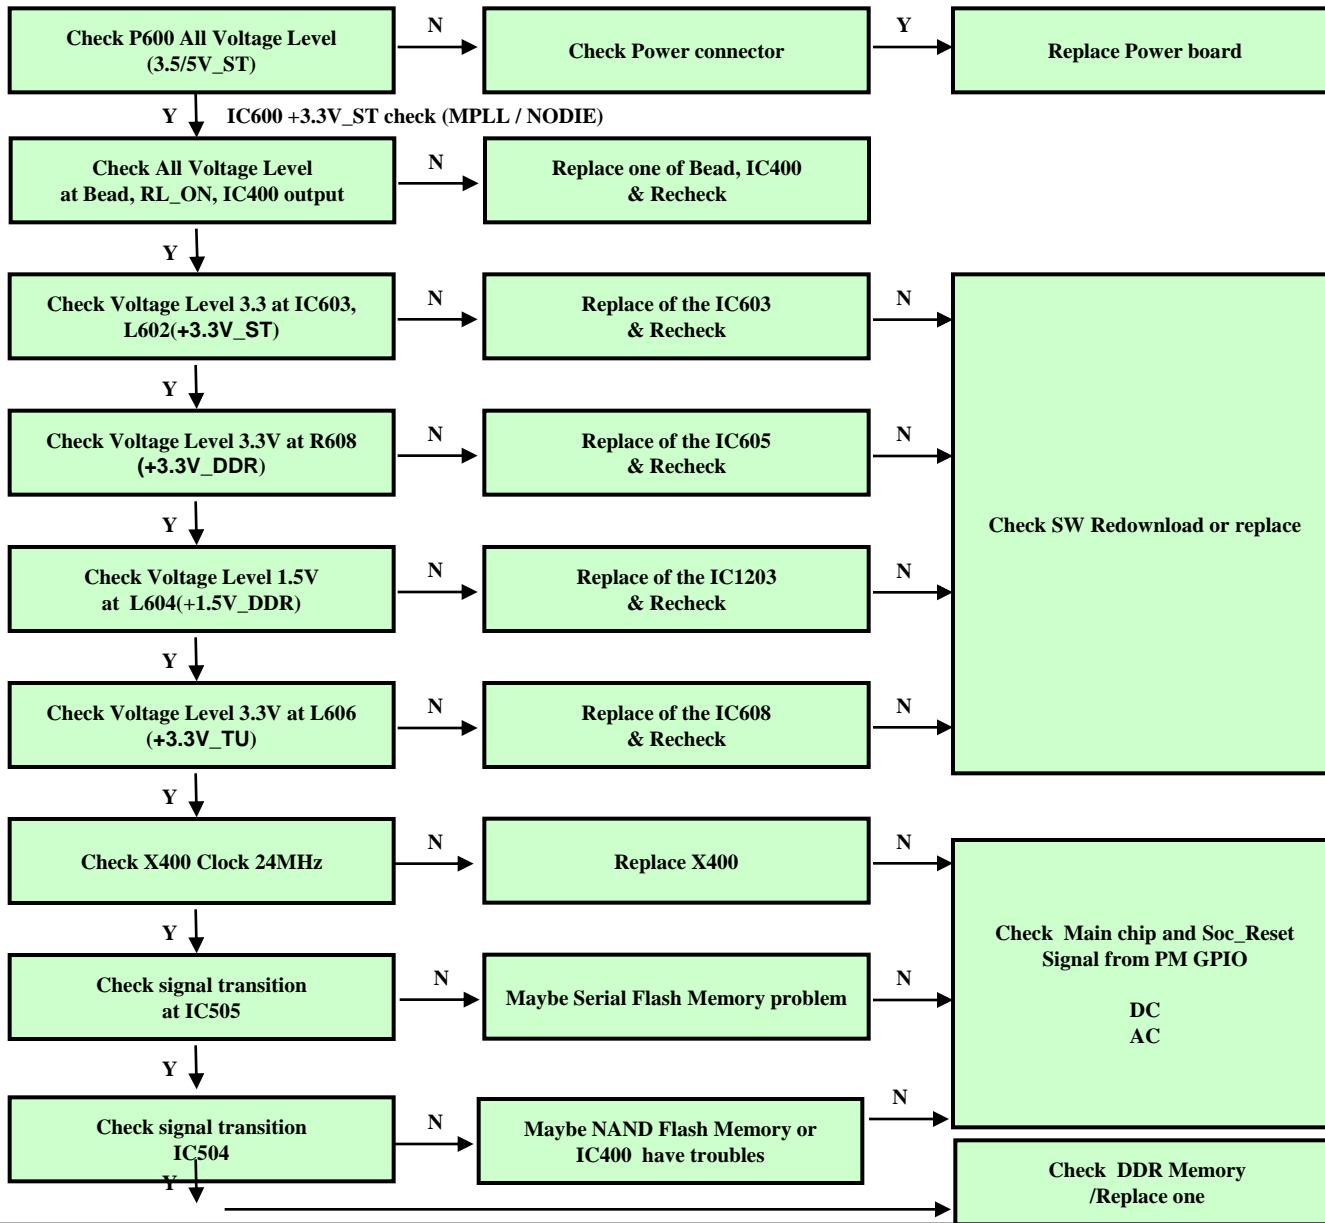 Check P600 All Voltage Level
(3.5/5V_ST)
N
Check Power connector
Y
Replace Power board
Y
IC600 +3.3V_ST check (MPLL / NODIE)
Check All Voltage Level
at Bead, RL_ON, IC400 output
N
Replace one of Bead, IC400
& Recheck
Y
Check Voltage Level 3.3 at IC603,
L602(+3.3V_ST)
N
Replace of the IC603
& Recheck
N
Y
Check Voltage Level 3.3V at R608
(+3.3V_DDR)
N
Replace of the IC605
& Recheck
N
Check SW Redownload or replace
Y
Check Voltage Level 1.5V
at L604(+1.5V_DDR)
N
Replace of the IC1203
& Recheck
N
Y
Check Voltage Level 3.3V at L606
(+3.3V_TU)
N
Replace of the IC608
& Recheck
N
Y
Check X400 Clock 24MHz
N
Replace X400
N
Check Main chip and Soc_Reset
Signal from PM GPIO
DC
AC
Y
Check signal transition
at IC505
N
Maybe Serial Flash Memory problem
N
Y
Check signal transition
IC504
N
Maybe NAND Flash Memory or
IC400 have troubles
N
Y
Check DDR Memory
/Replace one